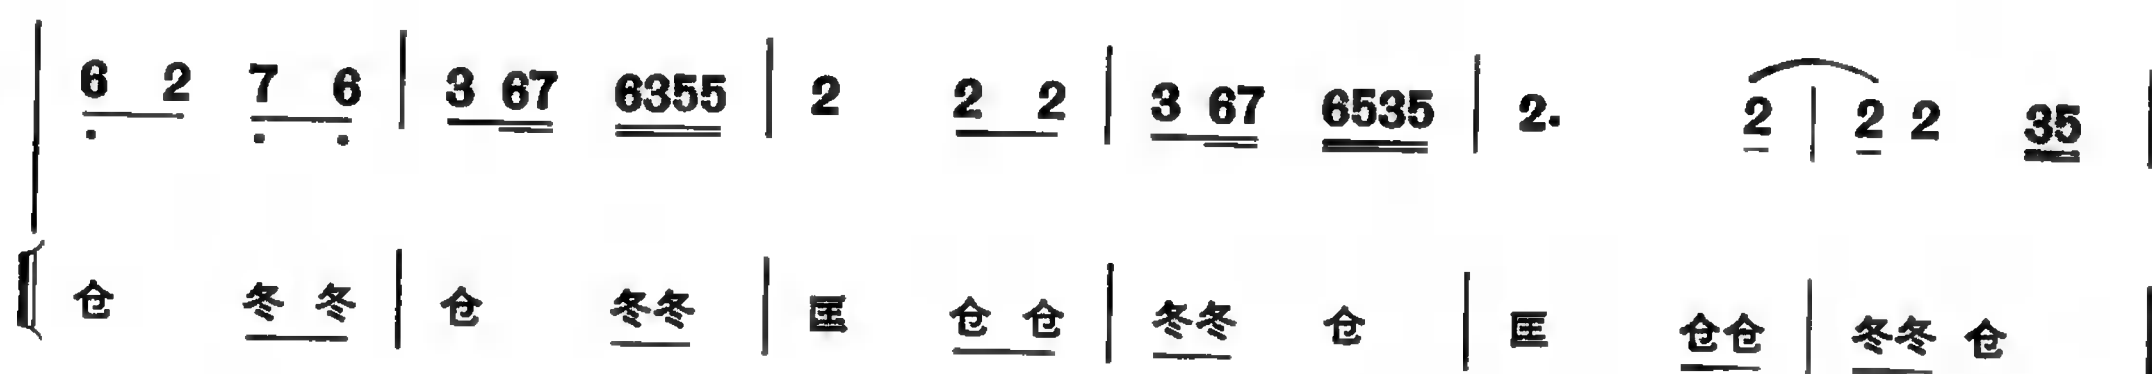 6 2 7 6 | 3 67 6355 | 2 2 2 | 3 67 6535 | 2. 2 | 2 2 35 |
仓 冬 冬 | 仓 冬冬 | 匡 仓 仓 | 冬冬 仓 | 匡 仓仓 | 冬冬 仓 |